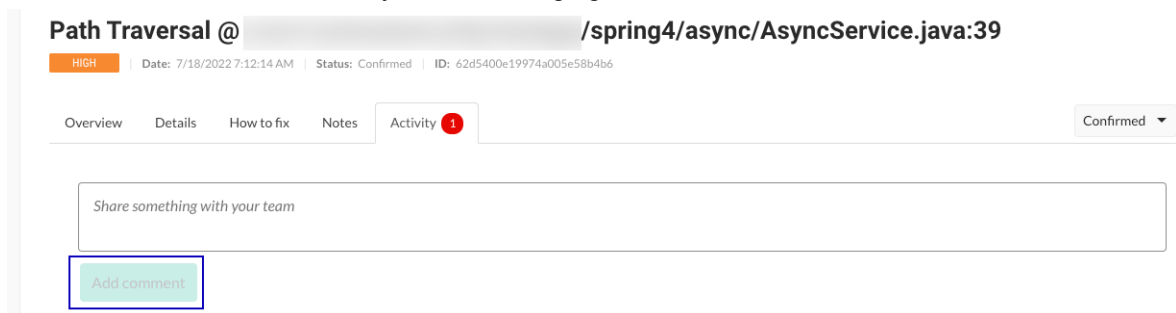 Path Traversal @ /spring4/async/AsyncService.java:39
HIGH Date: 7/18/2022 7:12:14 AM Status: Confirmed ID: 62d5400e19974a005e58b4b6
Overview Details How to fix Notes Activity 1 Confirmed
Share something with your team
Add comment